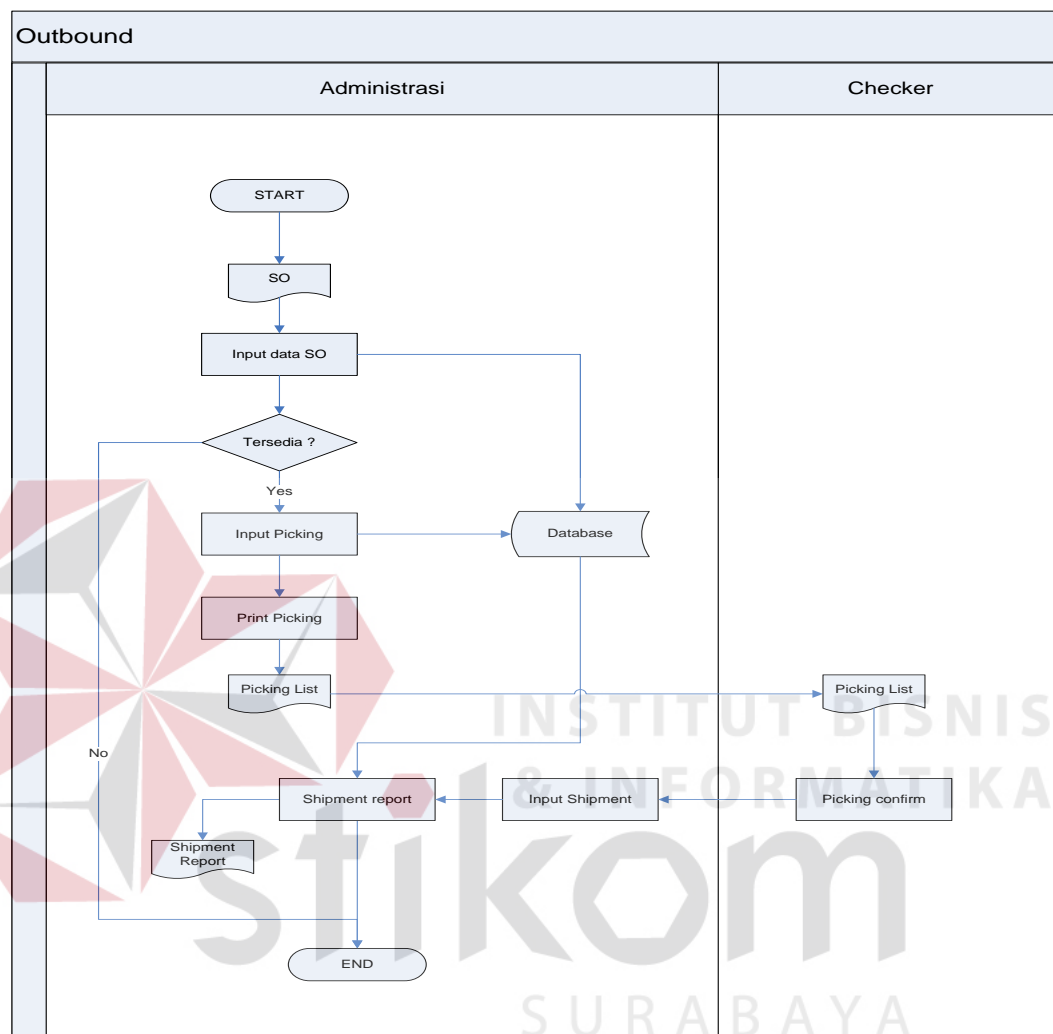 Outbound
Administrasi
Checker
START
SO
Input data SO
Tersedia ?
Yes
Input Picking
Database
Print Picking
Picking List
Picking List
INSTITUT BISNIS
No
& INFORMATIKA
Shipment report
Input Shipment
Picking confirm
stikom
Shipment
Report
END
SURABAYA